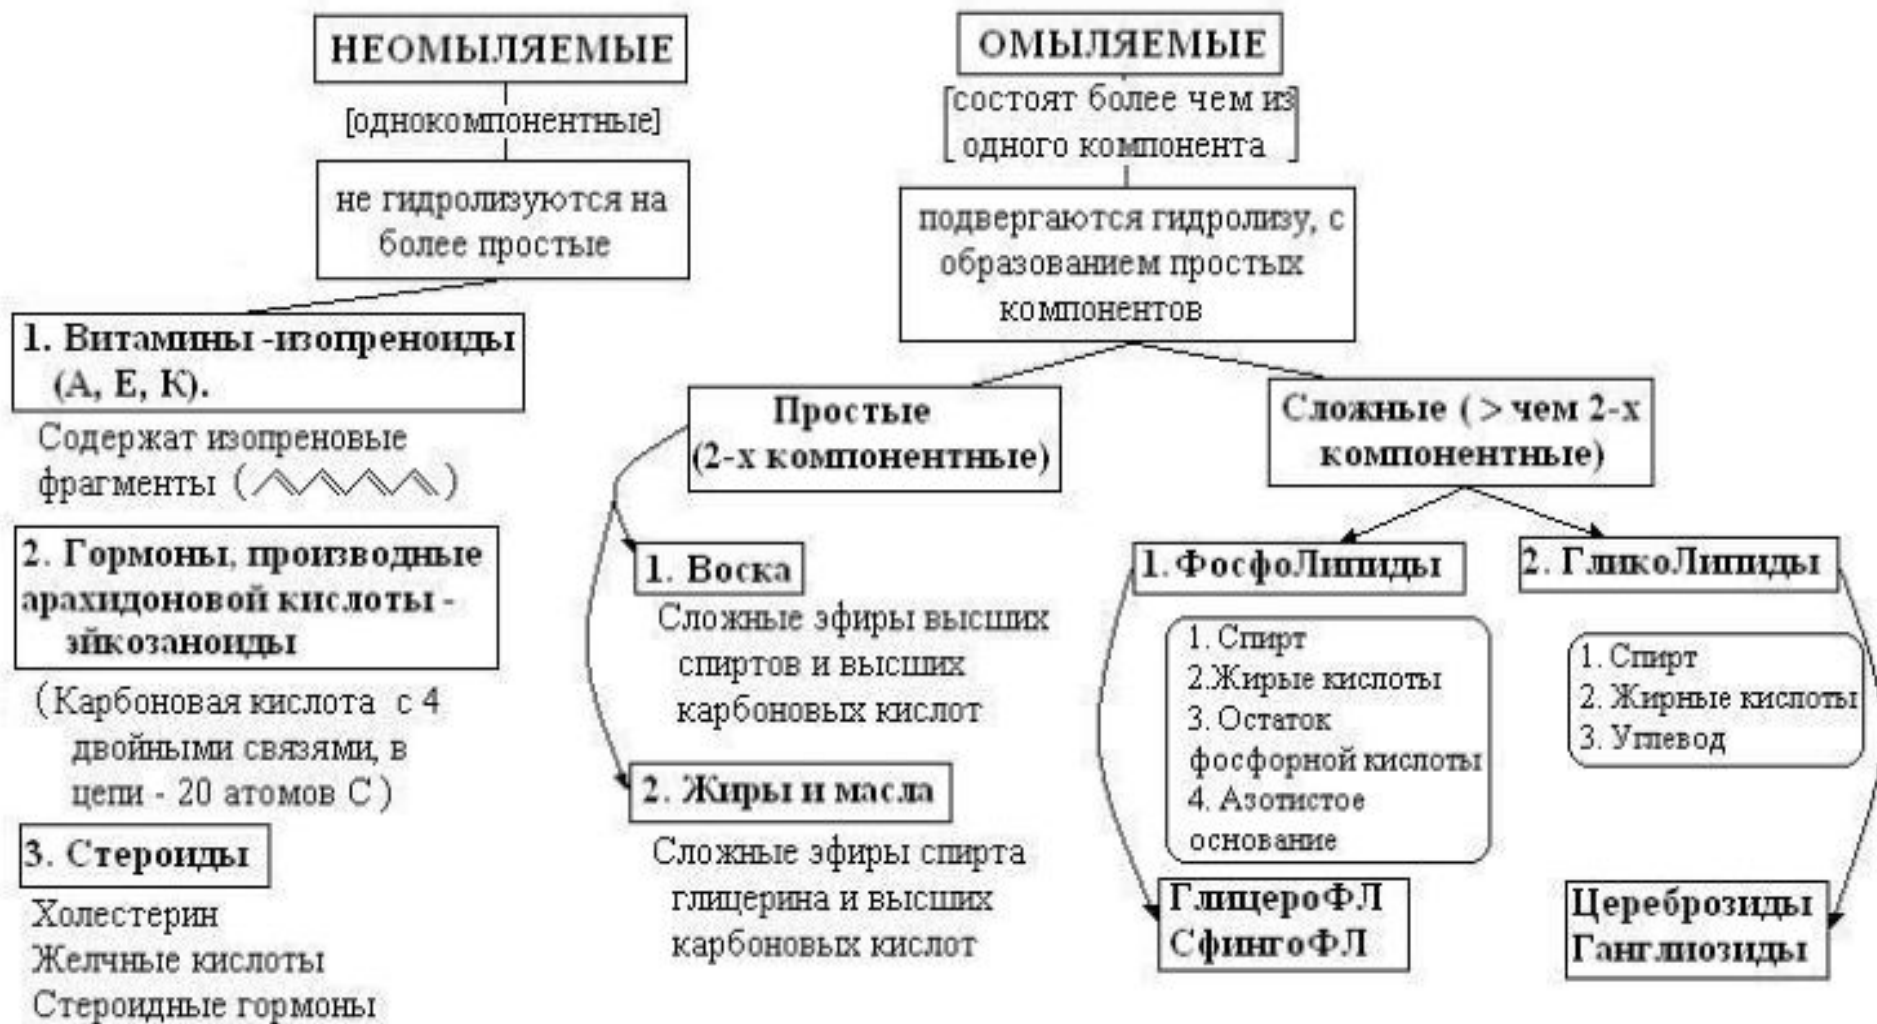 НЕОМЫЛЯЕМЫЕ
[однокомпонентные]
не гидролизуются на
более простые
1. Витамины -изопреноиды
(А, Е, К).
Содержат изопреновые
фрагменты ( )
2. Гормоны, производные
арахидоновой кислоты -
эйкозаноиды
(Карбоновая кислота с 4
двойными связями, в
цепи - 20 атомов С )
3. Стероиды
Холестерин
Желчные кислоты
Стероидные гормоны
ОМЫЛЯЕМЫЕ
[состоят более чем из
одного компонента ]
подвергаются гидролизу, с
образованием простых
компонентов
Простые
(2-х компонентные)
1. Воска
Сложные эфиры высших
спиртов и высших
карбоновых кислот
2. Жиры и масла
Сложные эфиры спирта
глицерина и высших
карбоновых кислот
Сложные ( > чем 2-х
компонентные)
1. ФосфоЛипиды
1. Спирт
2.Жирые кислоты
3. Остаток
фосфорной кислоты
4. Азотистое
основание
ГлицероФЛ
СфингоФЛ
2. ГликоЛипиды
1. Спирт
2. Жирные кислоты
3. Углевод
Цереброзиды
Ганглиозиды